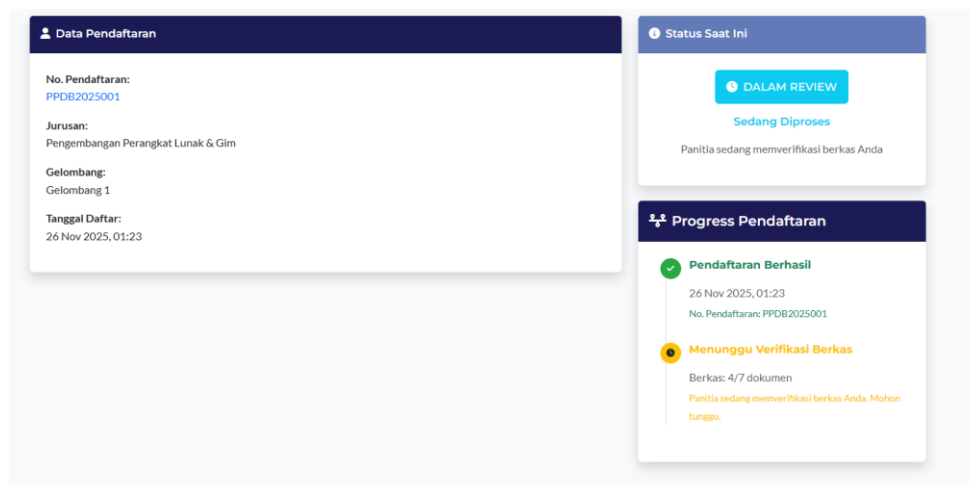 Data Pendaftaran
No. Pendaftaran:
PPDB2025001
Jurusan:
Pengembangan Perangkat Lunak & Gim
Gelombang:
Gelombang 1
Tanggal Daftar:
26 Nov 2025, 01:23
Status Saat Ini
DALAM REVIEW
Sedang Diproses
Panitia sedang memverifikasi berkas Anda
Progress Pendaftaran
Pendaftaran Berhasil
26 Nov 2025, 01:23
No. Pendaftaran: PPDB2025001
Menunggu Verifikasi Berkas
Berkas: 4/7 dokumen
Panitia sedang memverifikasi berkas Anda. Mohon
tunggu.